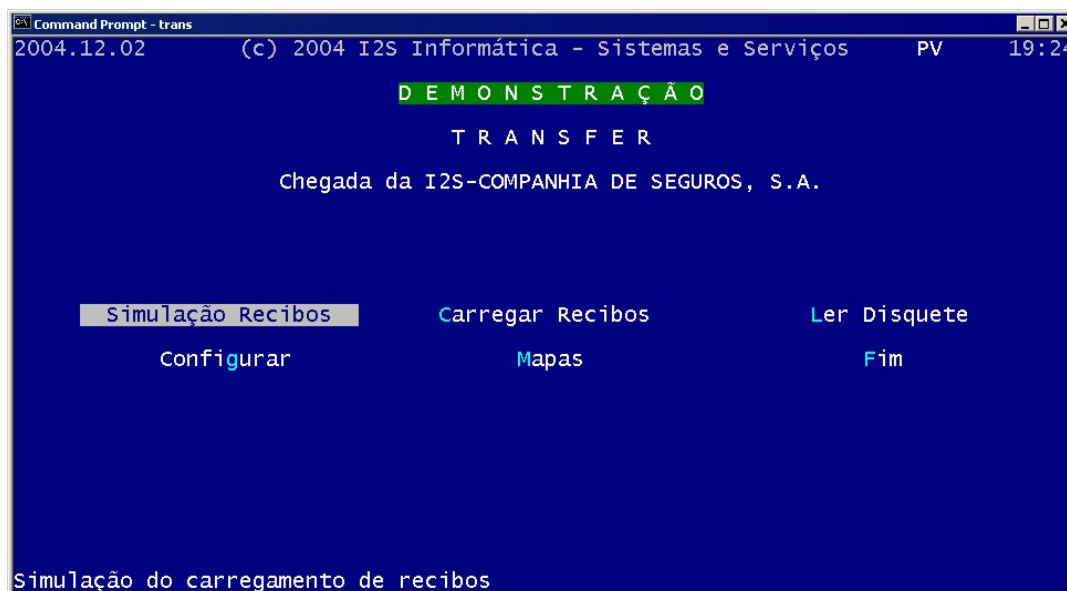 Command Prompt - trans
2004.12.02 (c) 2004 I2S Informática - Sistemas e Serviços PV 19:24
D E M O N S T R A Ç Ã O
T R A N S F E R
Chegada da I2S-COMPANHIA DE SEGUROS, S.A.
Simulação Recibos Carregar Recibos Ler Disquete
Configurar Mapas Fim
Simulação do carregamento de recibos